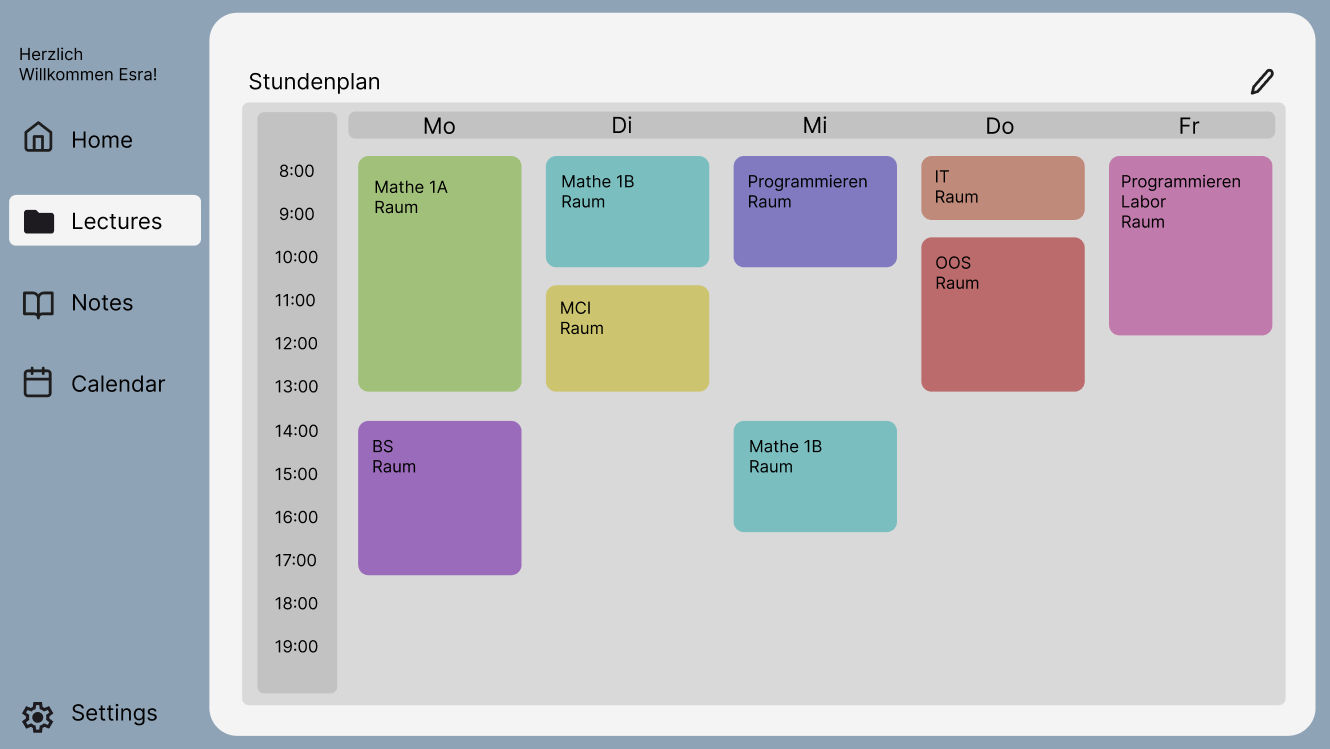 Herzlich
Willkommen Esra!
Home
Lectures
Notes
Calendar
Settings
Stundenplan
Mo Di Mi Do Fr
8:00
9:00
10:00
11:00
12:00
13:00
14:00
15:00
16:00
17:00
18:00
19:00
Mathe 1A
Raum
BS
Raum
Mathe 1B
Raum
MCI
Raum
Programmieren
Raum
Mathe 1B
Raum
IT
Raum
OOS
Raum
Programmieren
Labor
Raum